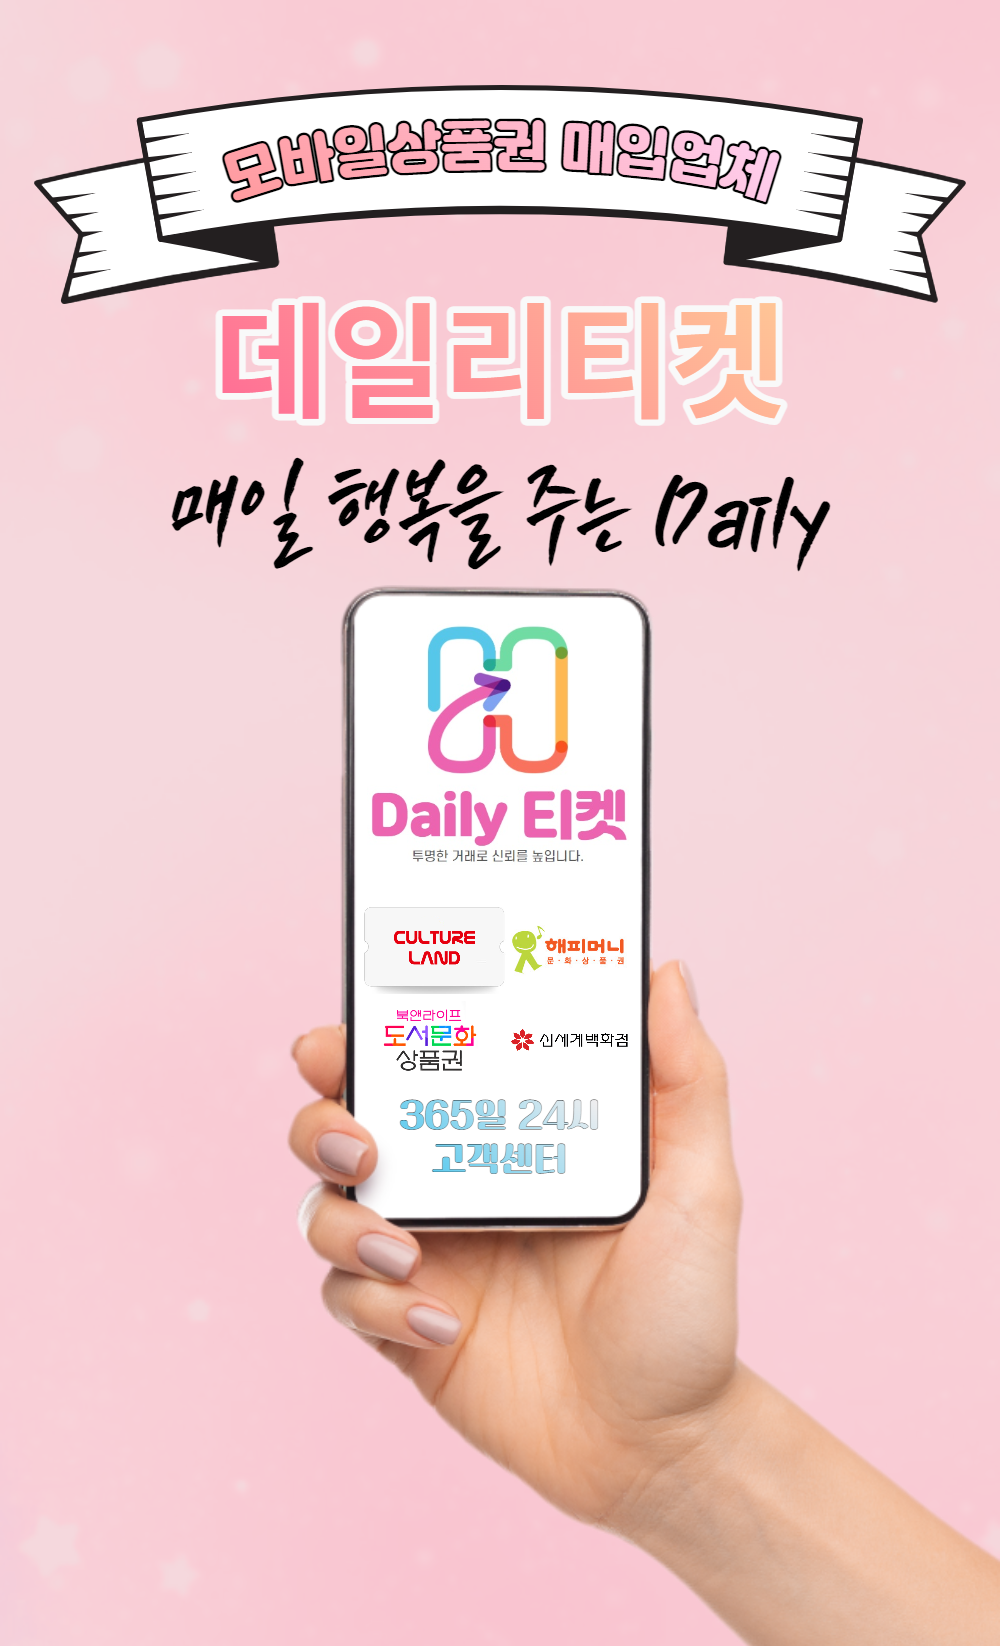 모바일상품권 매입업체
데일리티켓
매일 행복을 주는 Daily
Daily 티켓
투명한 거래로 신뢰를 높입니다.
CULTURE
LAND
해피머니
문·화·상·품·권
북앤라이프
도서문화
상품권
신세계백화점
365일 24시
고객센터